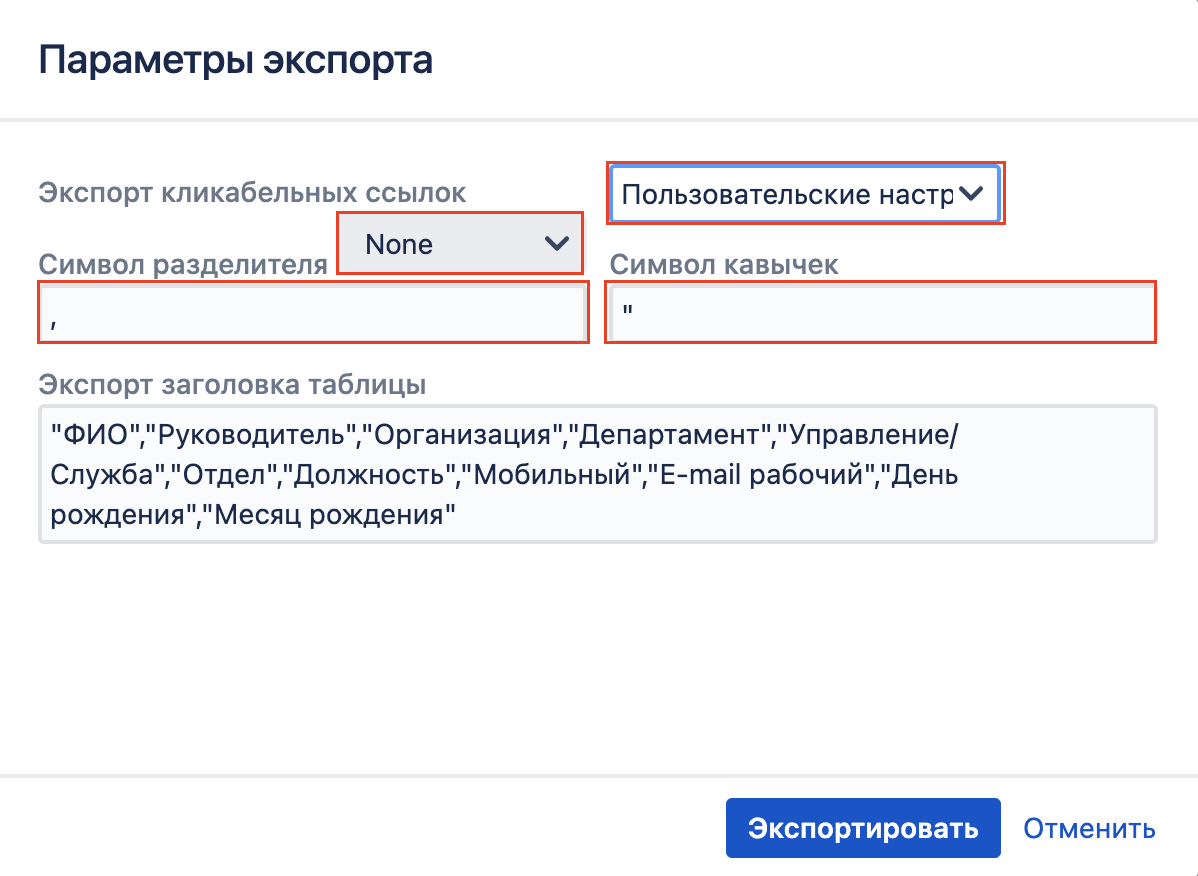 Параметры экспорта
Экспорт кликабельных ссылок
None
Пользовательские настр
Символ разделителя
Символ кавычек
,
"
Экспорт заголовка таблицы
"ФИО","Руководитель","Организация","Департамент","Управление/
Служба","Отдел","Должность","Мобильный","E-mail рабочий","День
рождения","Месяц рождения"
Экспортировать
Отменить